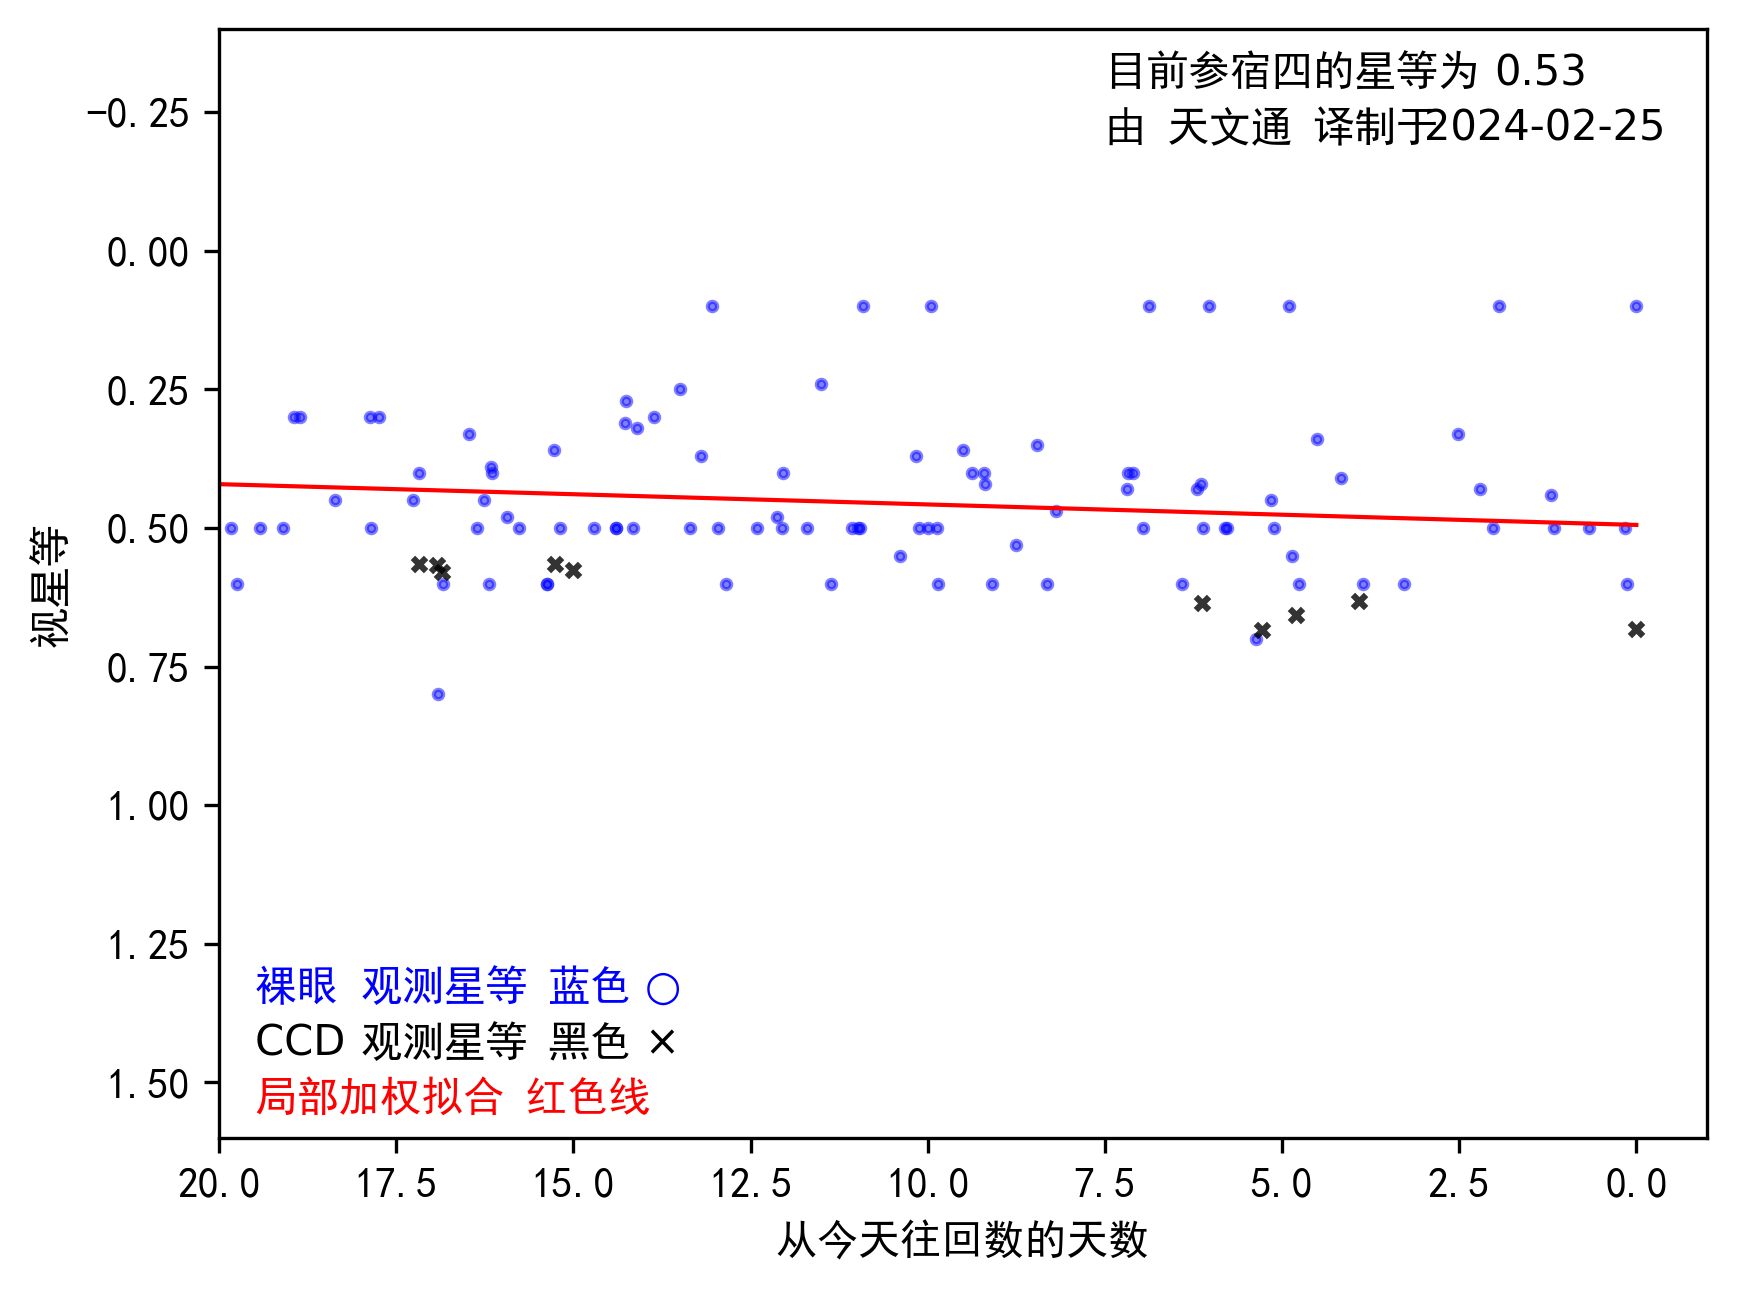 目前参宿四的星等为 0.53
由 天文通 译制于2024-02-25
−0.25
0.00
0.25
0.50
0.75
1.00
1.25
1.50
视星等
裸眼 观测星等 蓝色 ○
CCD 观测星等 黑色 ×
局部加权拟合 红色线
20.0 17.5 15.0 12.5 10.0 7.5 5.0 2.5 0.0
从今天往回数的天数